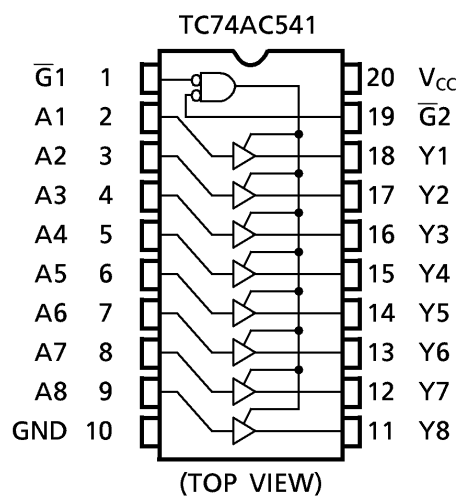 TC74AC541
G̅1 1 20 VCC
A1 2 19 G̅2
A2 3 18 Y1
A3 4 17 Y2
A4 5 16 Y3
A5 6 15 Y4
A6 7 14 Y5
A7 8 13 Y6
A8 9 12 Y7
GND 10 11 Y8
(TOP VIEW)